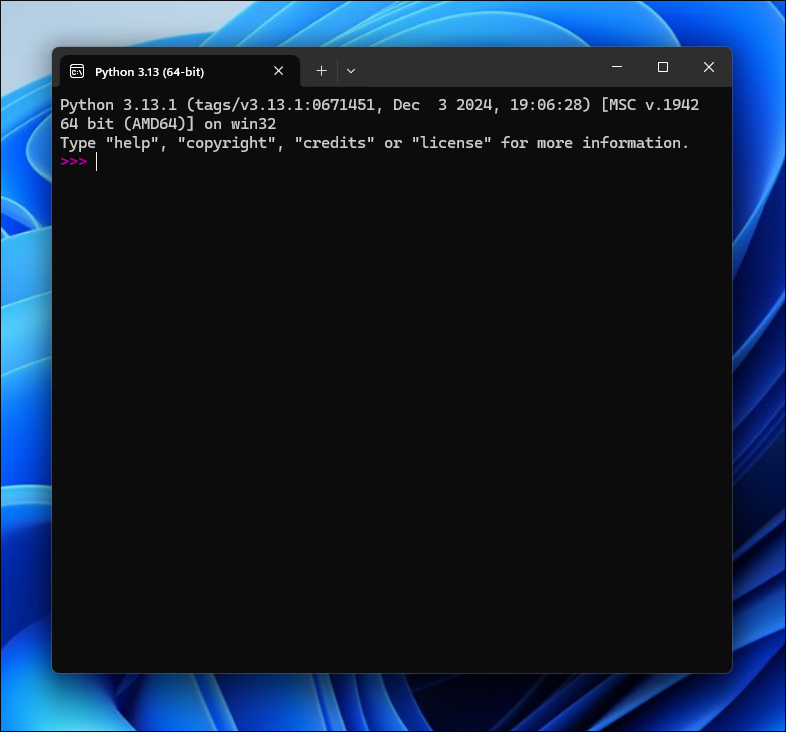 Python 3.13 (64-bit)
Python 3.13.1 (tags/v3.13.1:0671451, Dec  3 2024, 19:06:28) [MSC v.1942
64 bit (AMD64)] on win32
Type "help", "copyright", "credits" or "license" for more information.
>>>